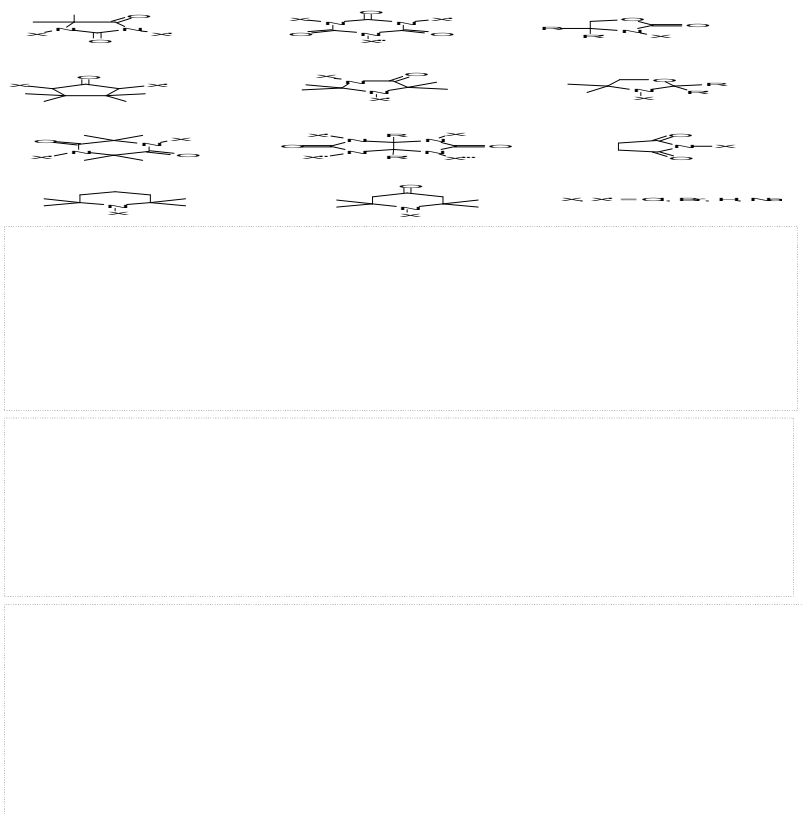 O X O X' O
N N N N R O O
X X' O N O R' N X
O X''
O X O
X X' N O R
N N R'
X X
X R X O
O N X N N X'
O N O O N X
X' O N N O
X'' R' X''' O
O
N N X, X' = Cl, Br, H, Na
X X